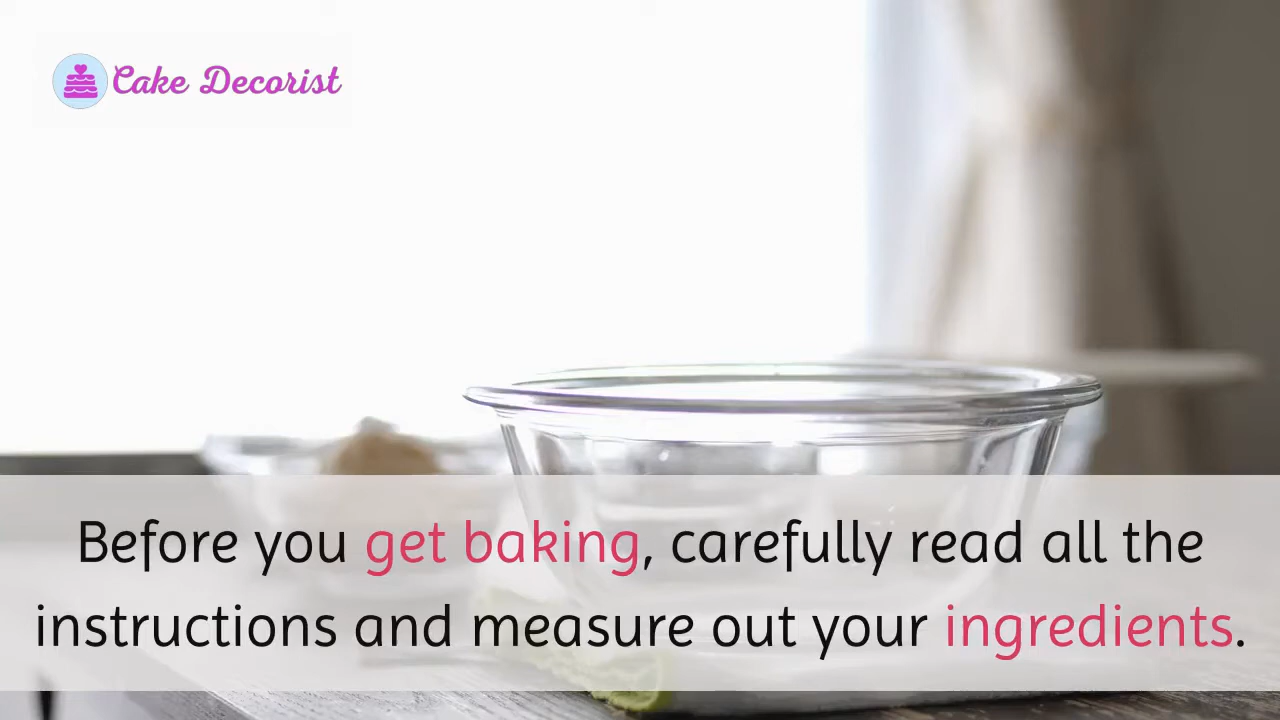 Cake Decorist
Before you get baking, carefully read all the
instructions and measure out your ingredients.